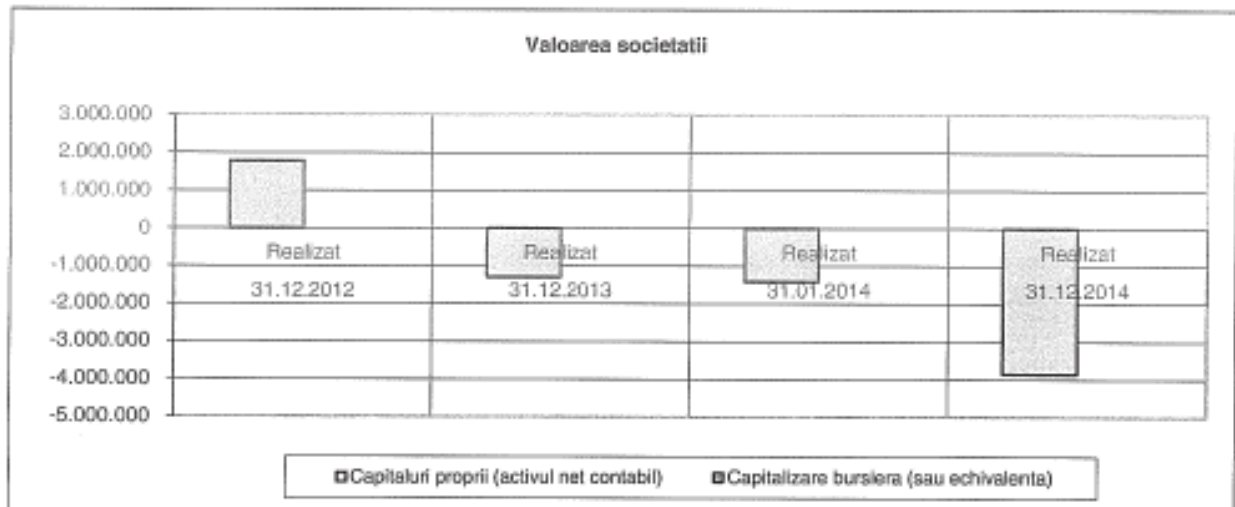 Valoarea societatii
3.000.000
2.000.000
1.000.000
0
-1.000.000
-2.000.000
-3.000.000
-4.000.000
-5.000.000
Realizat Realizat Realizat Realizat
31.12.2012 31.12.2013 31.01.2014 31.12.2014
Capitaluri proprii (activul net contabil) Capitalizare bursiera (sau echivalenta)